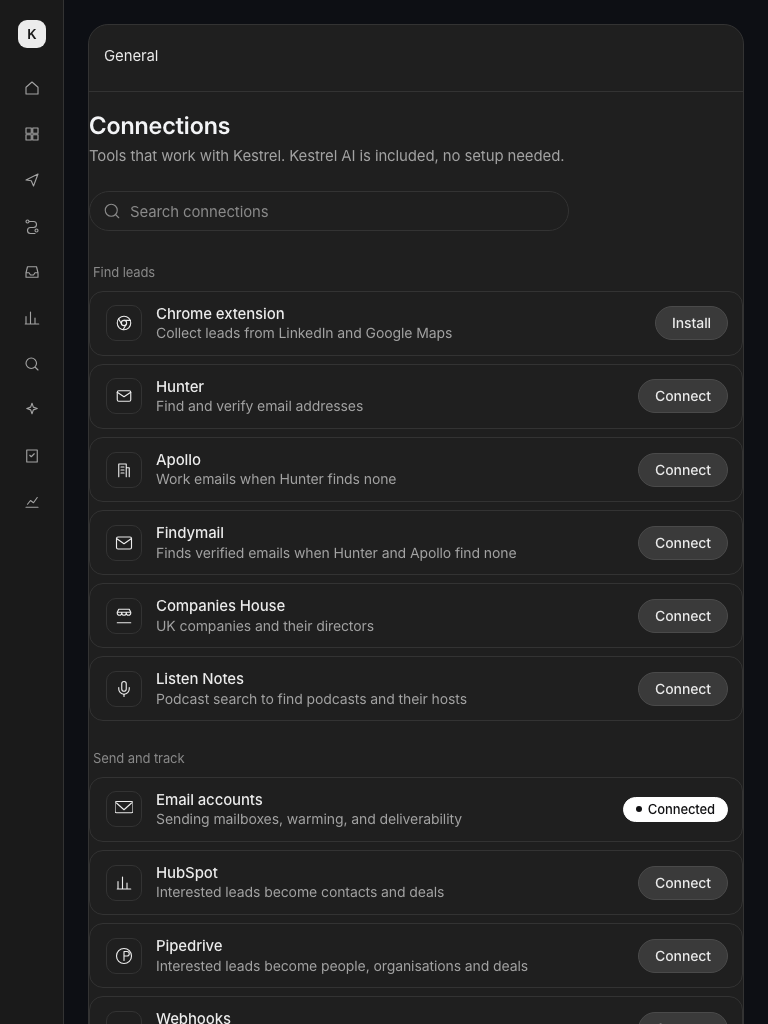 K
General
Connections
Tools that work with Kestrel. Kestrel AI is included, no setup needed.
Search connections
Find leads
Chrome extension
Collect leads from LinkedIn and Google Maps
Install
Hunter
Find and verify email addresses
Connect
Apollo
Work emails when Hunter finds none
Connect
Findymail
Finds verified emails when Hunter and Apollo find none
Connect
Companies House
UK companies and their directors
Connect
Listen Notes
Podcast search to find podcasts and their hosts
Connect
Send and track
Email accounts
Sending mailboxes, warming, and deliverability
Connected
HubSpot
Interested leads become contacts and deals
Connect
Pipedrive
Interested leads become people, organisations and deals
Connect
Webhooks